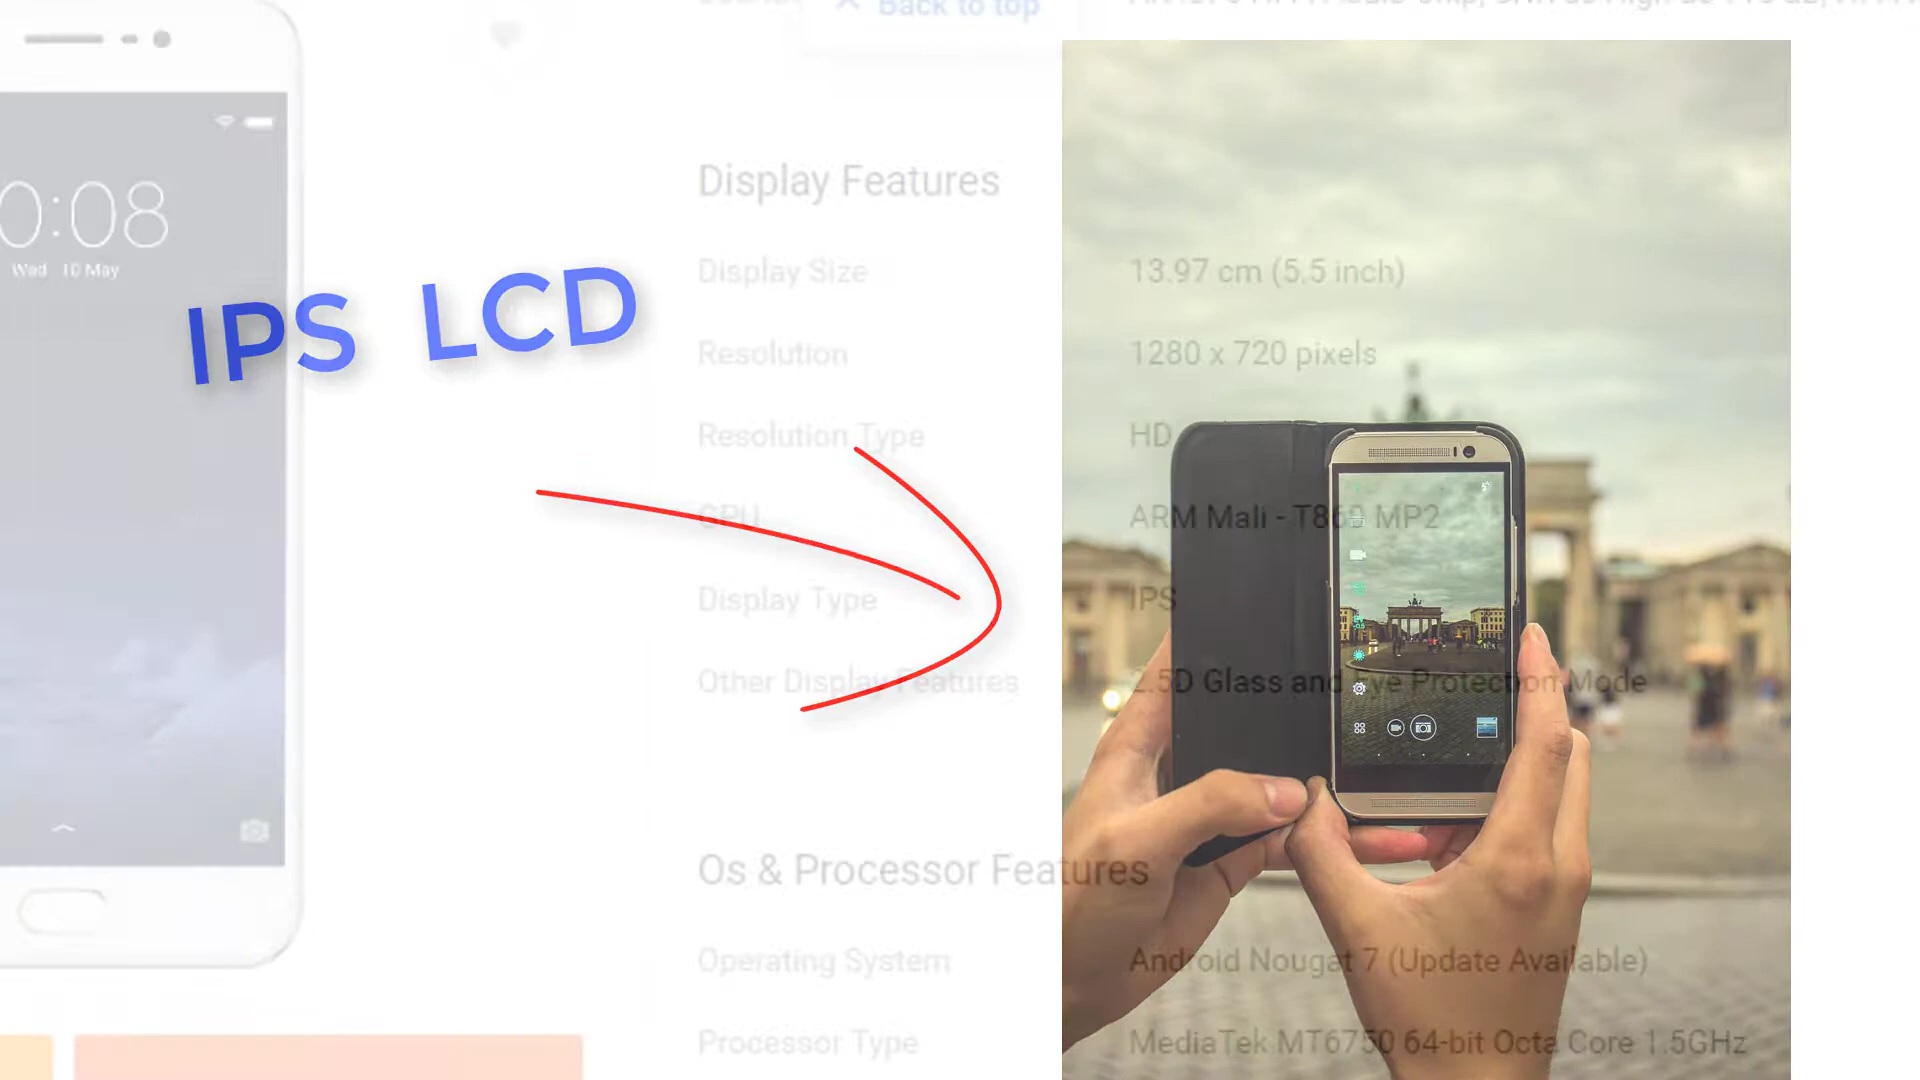 Back to top
0:08
Wed 10 May
IPS LCD
Display Features
Display Size 13.97 cm (5.5 inch)
Resolution 1280 x 720 pixels
Resolution Type HD
GPU ARM Mali - T860 MP2
Display Type IPS
Other Display Features 2.5D Glass and Eye Protection Mode
Os & Processor Features
Operating System Android Nougat 7 (Update Available)
Processor Type MediaTek MT6750 64-bit Octa Core 1.5GHz